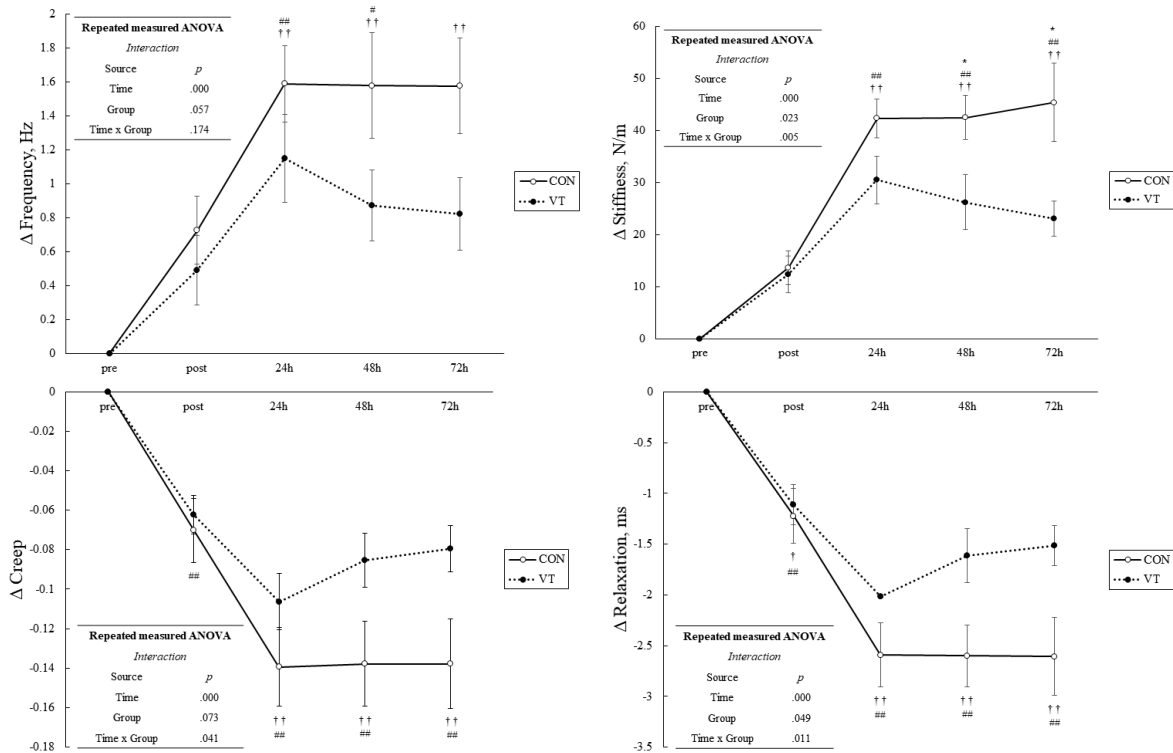 Δ Frequency, Hz
2
1.8
1.6
1.4
1.2
1
0.8
0.6
0.4
0.2
0
Repeated measured ANOVA
Interaction
Source p
Time .000
Group .057
Time x Group .174
##
††
#
††
††
pre post 24h 48h 72h
CON
VT
Δ Stiffness, N/m
60
50
40
30
20
10
0
Repeated measured ANOVA
Interaction
Source p
Time .000
Group .023
Time x Group .005
##
††
*
##
††
*
##
††
pre post 24h 48h 72h
CON
VT
Δ Creep
0
-0.02
-0.04
-0.06
-0.08
-0.1
-0.12
-0.14
-0.16
-0.18
pre post 24h 48h 72h
##
†† †† ††
## ## ##
Repeated measured ANOVA
Interaction
Source p
Time .000
Group .073
Time x Group .041
CON
VT
Δ Relaxation, ms
0
-0.5
-1
-1.5
-2
-2.5
-3
-3.5
pre post 24h 48h 72h
†
##
†† †† ††
## ## ##
Repeated measured ANOVA
Interaction
Source p
Time .000
Group .049
Time x Group .011
CON
VT